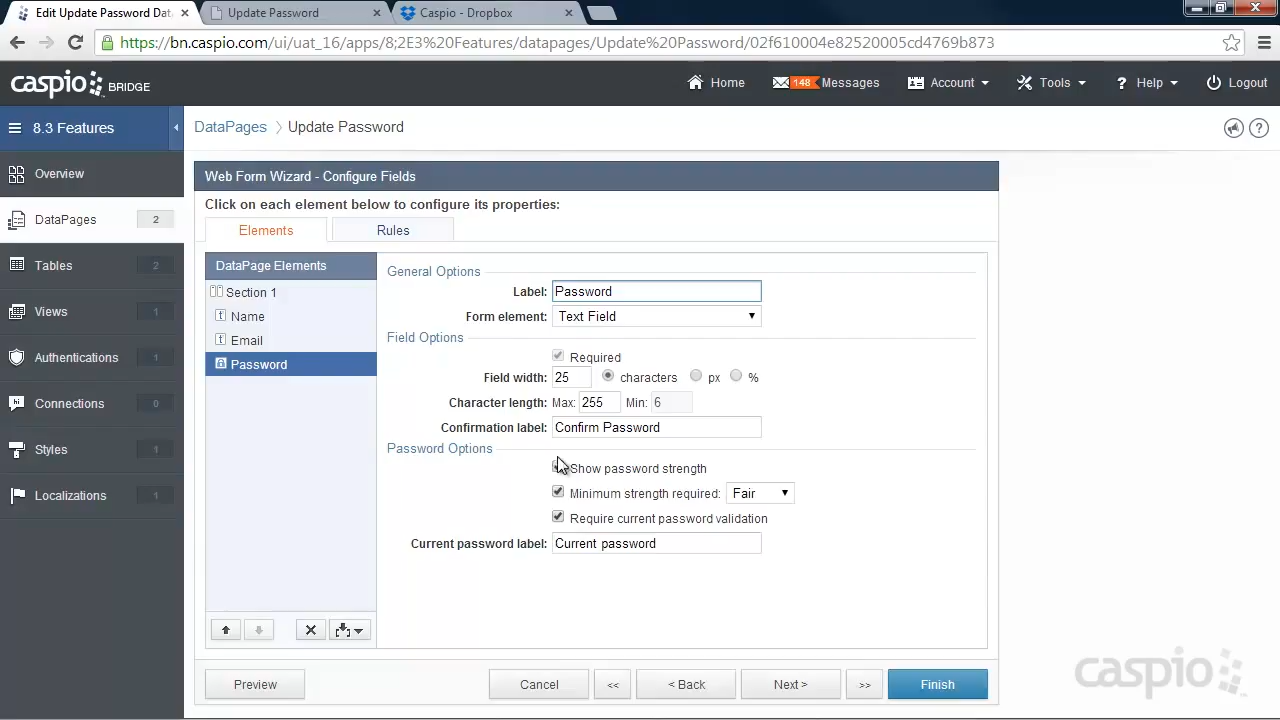 Edit Update Password Dat
Update Password
Caspio - Dropbox
https://bn.caspio.com/ui/uat_16/apps/8;2E3%20Features/datapages/Update%20Password/02f610004e82520005cd4769b873
caspio BRIDGE
Home
148 Messages
Account
Tools
? Help
Logout
8.3 Features
DataPages > Update Password
Overview
DataPages 2
Tables 2
Views 1
Authentications 1
Connections 0
Styles 1
Localizations 1
Web Form Wizard - Configure Fields
Click on each element below to configure its properties:
Elements
Rules
DataPage Elements
Section 1
Name
Email
Password
General Options
Label: Password
Form element: Text Field
Field Options
Required
Field width: 25 characters px %
Character length: Max: 255 Min: 6
Confirmation label: Confirm Password
Password Options
Show password strength
Minimum strength required: Fair
Require current password validation
Current password label: Current password
Preview
Cancel
<<
< Back
Next >
>>
Finish
caspio